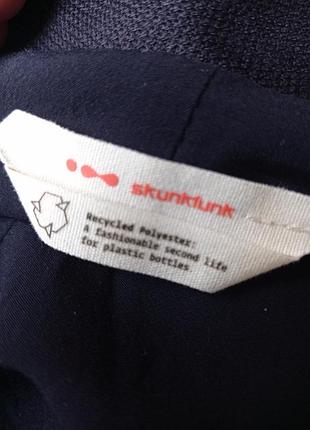 skunkfunk
Recycled Polyester:
A fashionable second life
for plastic bottles